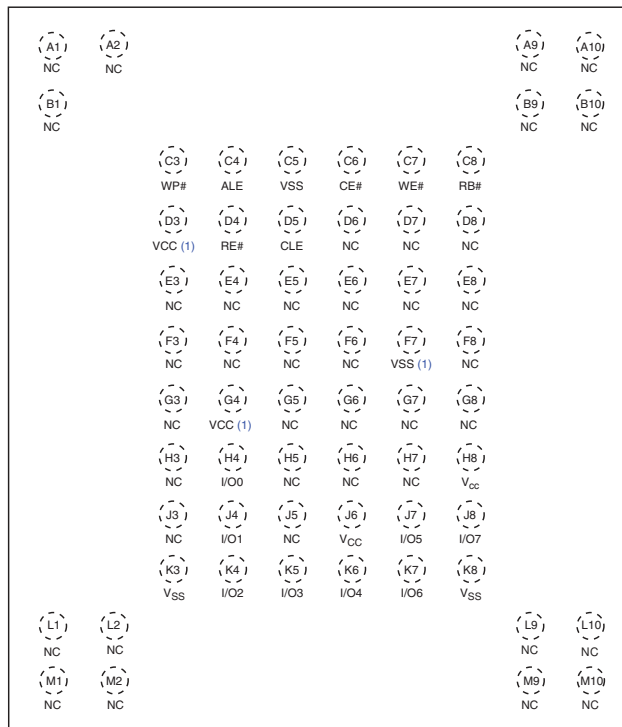 A1 A2 A9 A10
NC NC NC NC
B1 B9 B10
NC NC NC
C3 C4 C5 C6 C7 C8
WP# ALE VSS CE# WE# RB#
D3 D4 D5 D6 D7 D8
VCC (1) RE# CLE NC NC NC
E3 E4 E5 E6 E7 E8
NC NC NC NC NC NC
F3 F4 F5 F6 F7 F8
NC NC NC NC VSS (1) NC
G3 G4 G5 G6 G7 G8
NC VCC (1) NC NC NC NC
H3 H4 H5 H6 H7 H8
NC I/O0 NC NC NC Vcc
J3 J4 J5 J6 J7 J8
NC I/O1 NC VCC I/O5 I/O7
K3 K4 K5 K6 K7 K8
VSS I/O2 I/O3 I/O4 I/O6 VSS
L1 L2 L9 L10
NC NC NC NC
M1 M2 M9 M10
NC NC NC NC